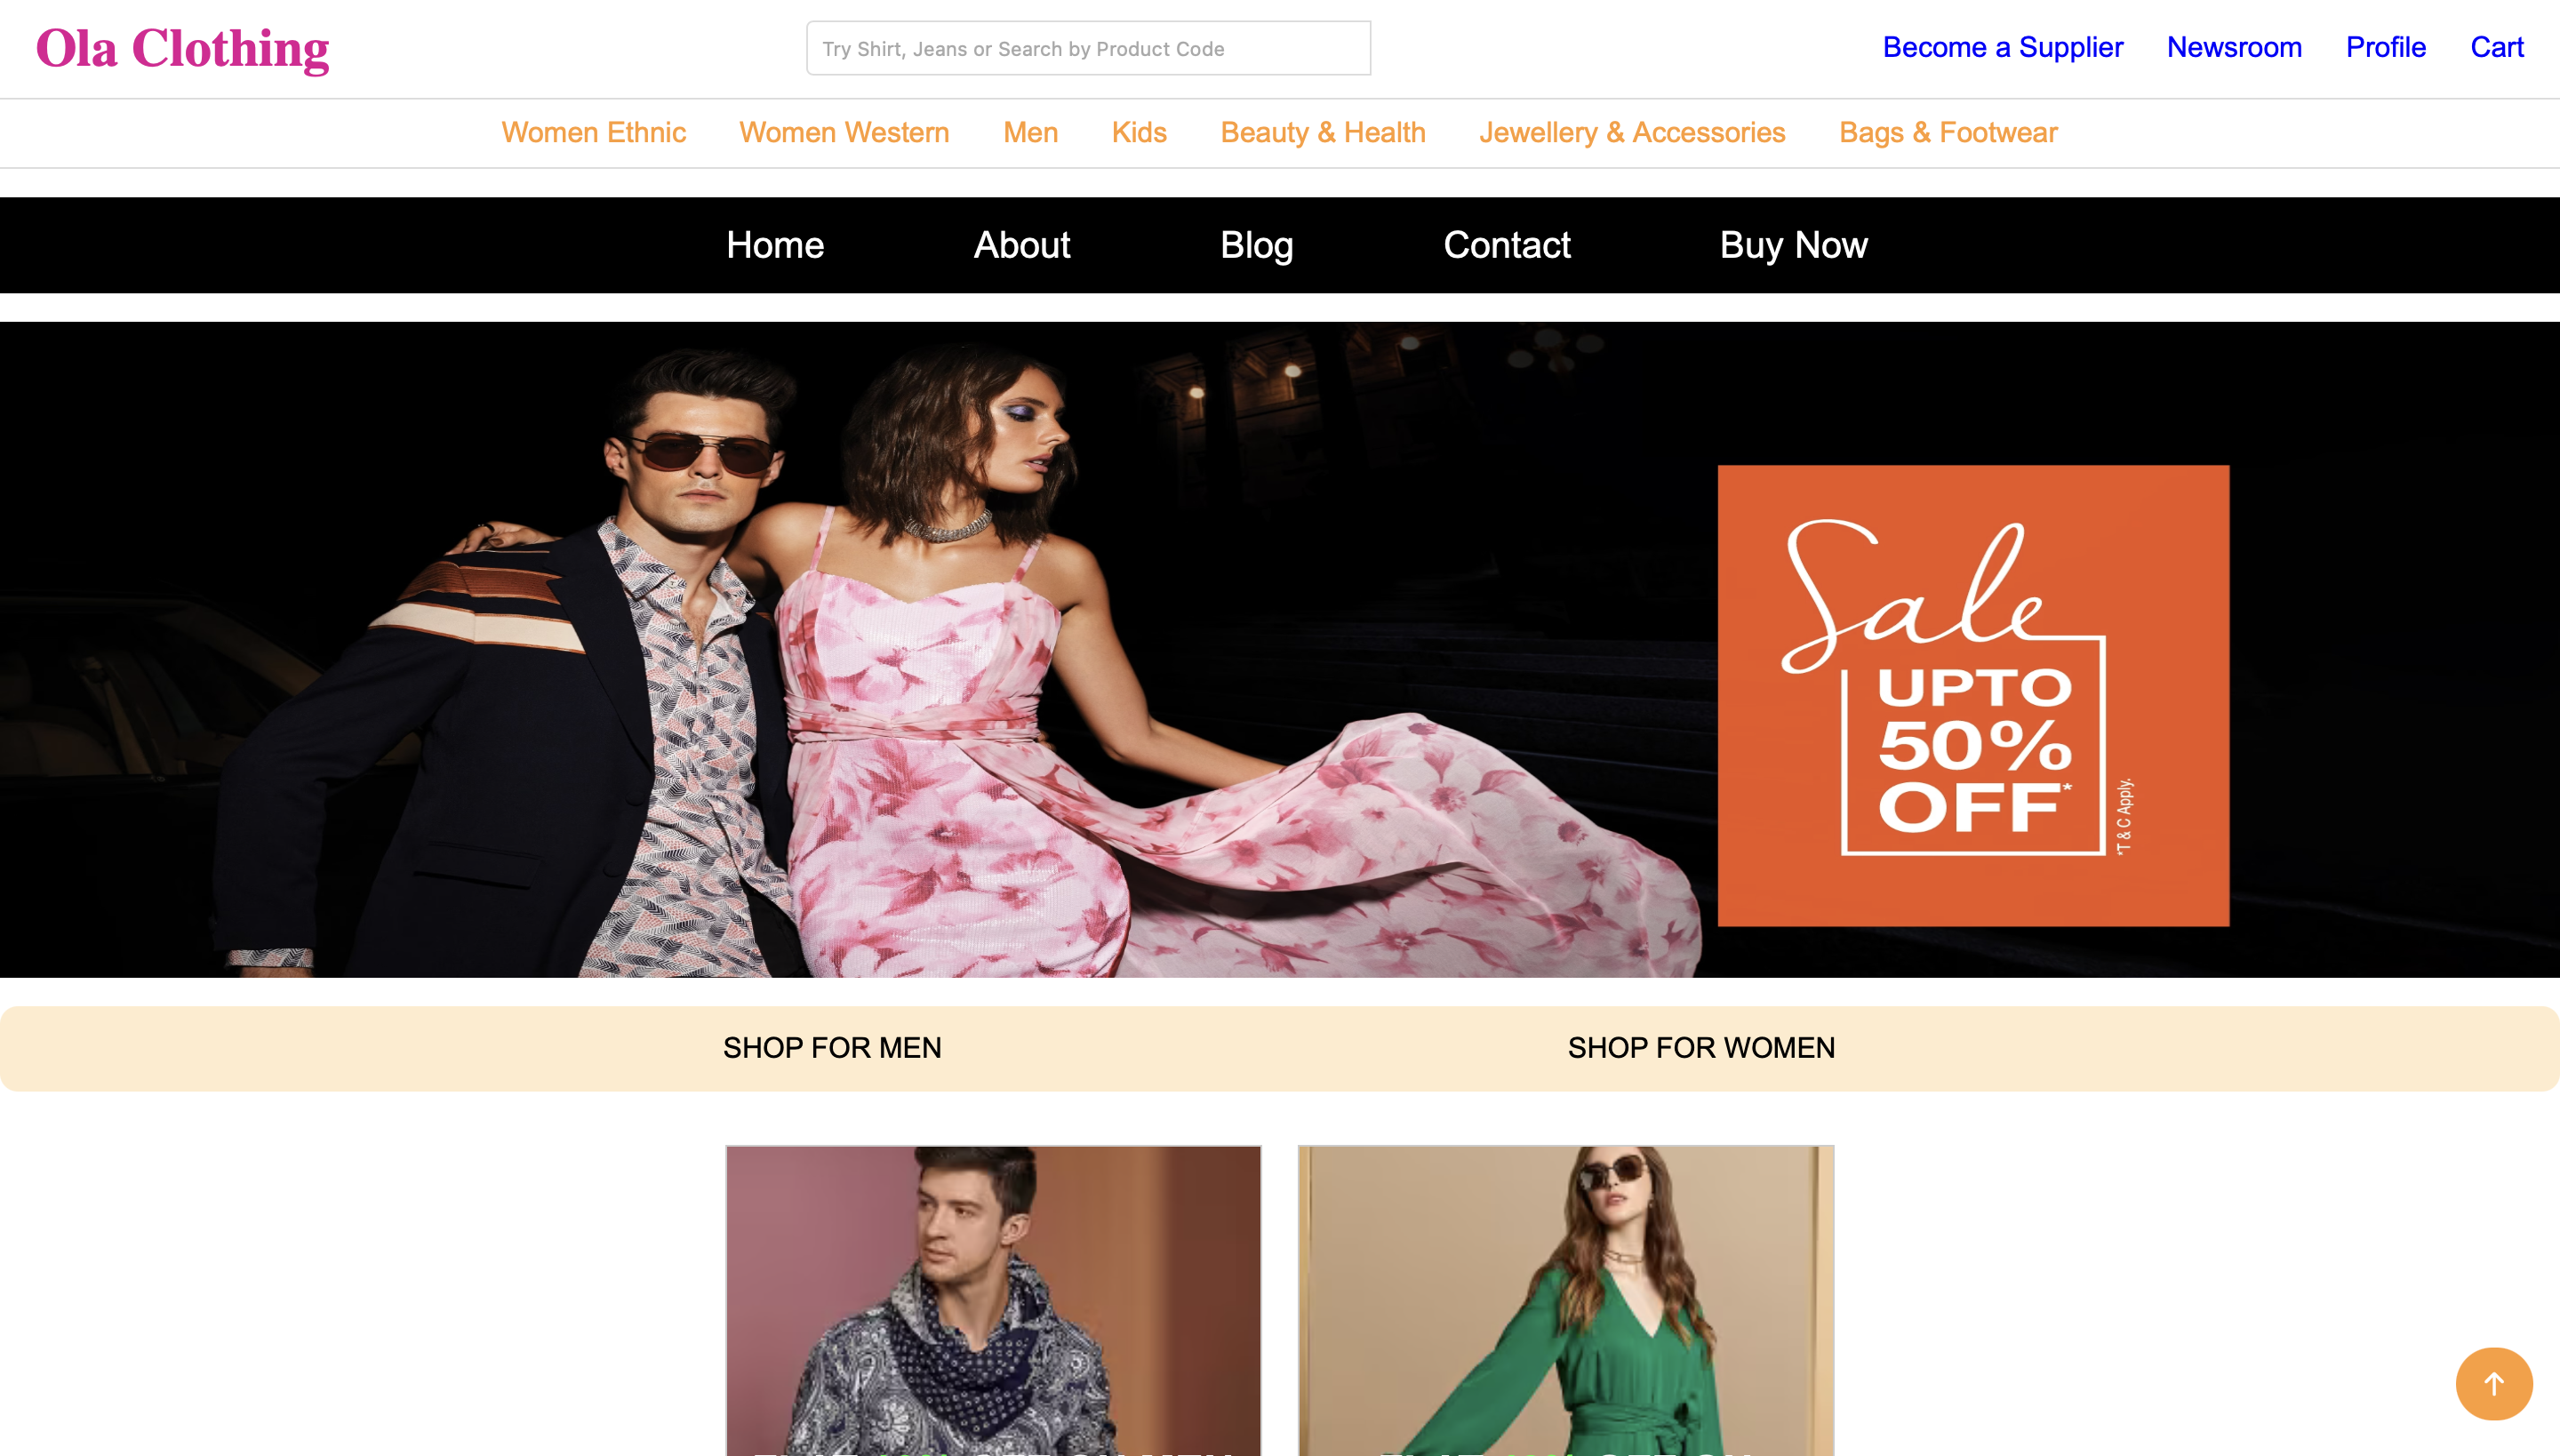 Ola Clothing
Try Shirt, Jeans or Search by Product Code
Become a Supplier Newsroom Profile Cart
Women Ethnic Women Western Men Kids Beauty & Health Jewellery & Accessories Bags & Footwear
Home About Blog Contact Buy Now
Sale
UPTO
50%
OFF*
*T & C Apply.
SHOP FOR MEN SHOP FOR WOMEN